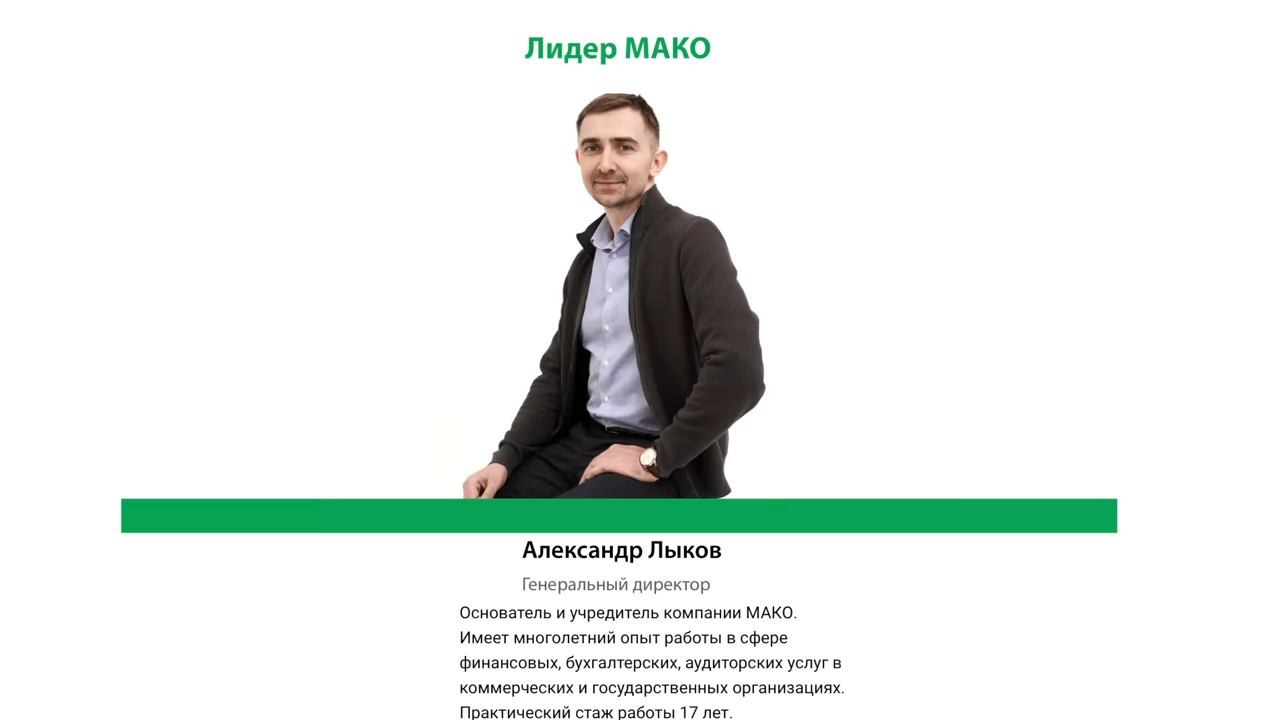 Лидер МАКО
Александр Лыков
Генеральный директор
Основатель и учредитель компании МАКО.
Имеет многолетний опыт работы в сфере
финансовых, бухгалтерских, аудиторских услуг в
коммерческих и государственных организациях.
Практический стаж работы 17 лет.